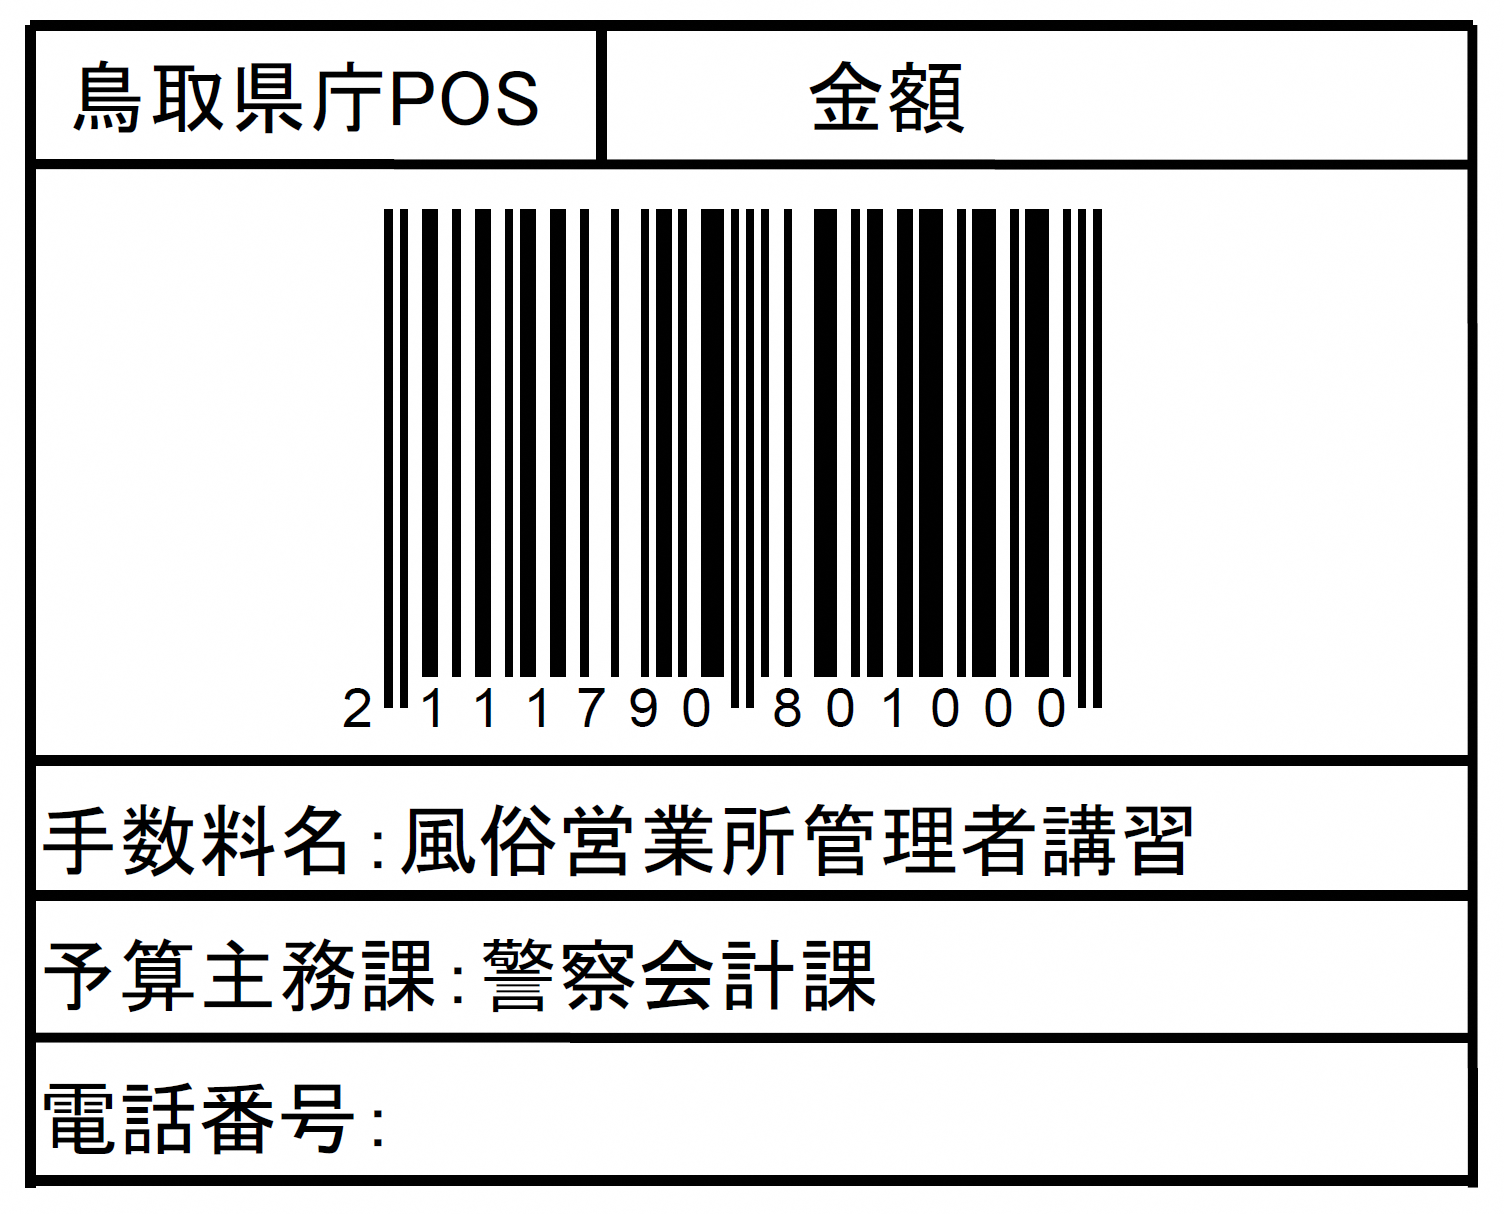 鳥取県庁POS 金額
2 111790 801000
手数料名:風俗営業所管理者講習
予算主務課:警察会計課
電話番号: